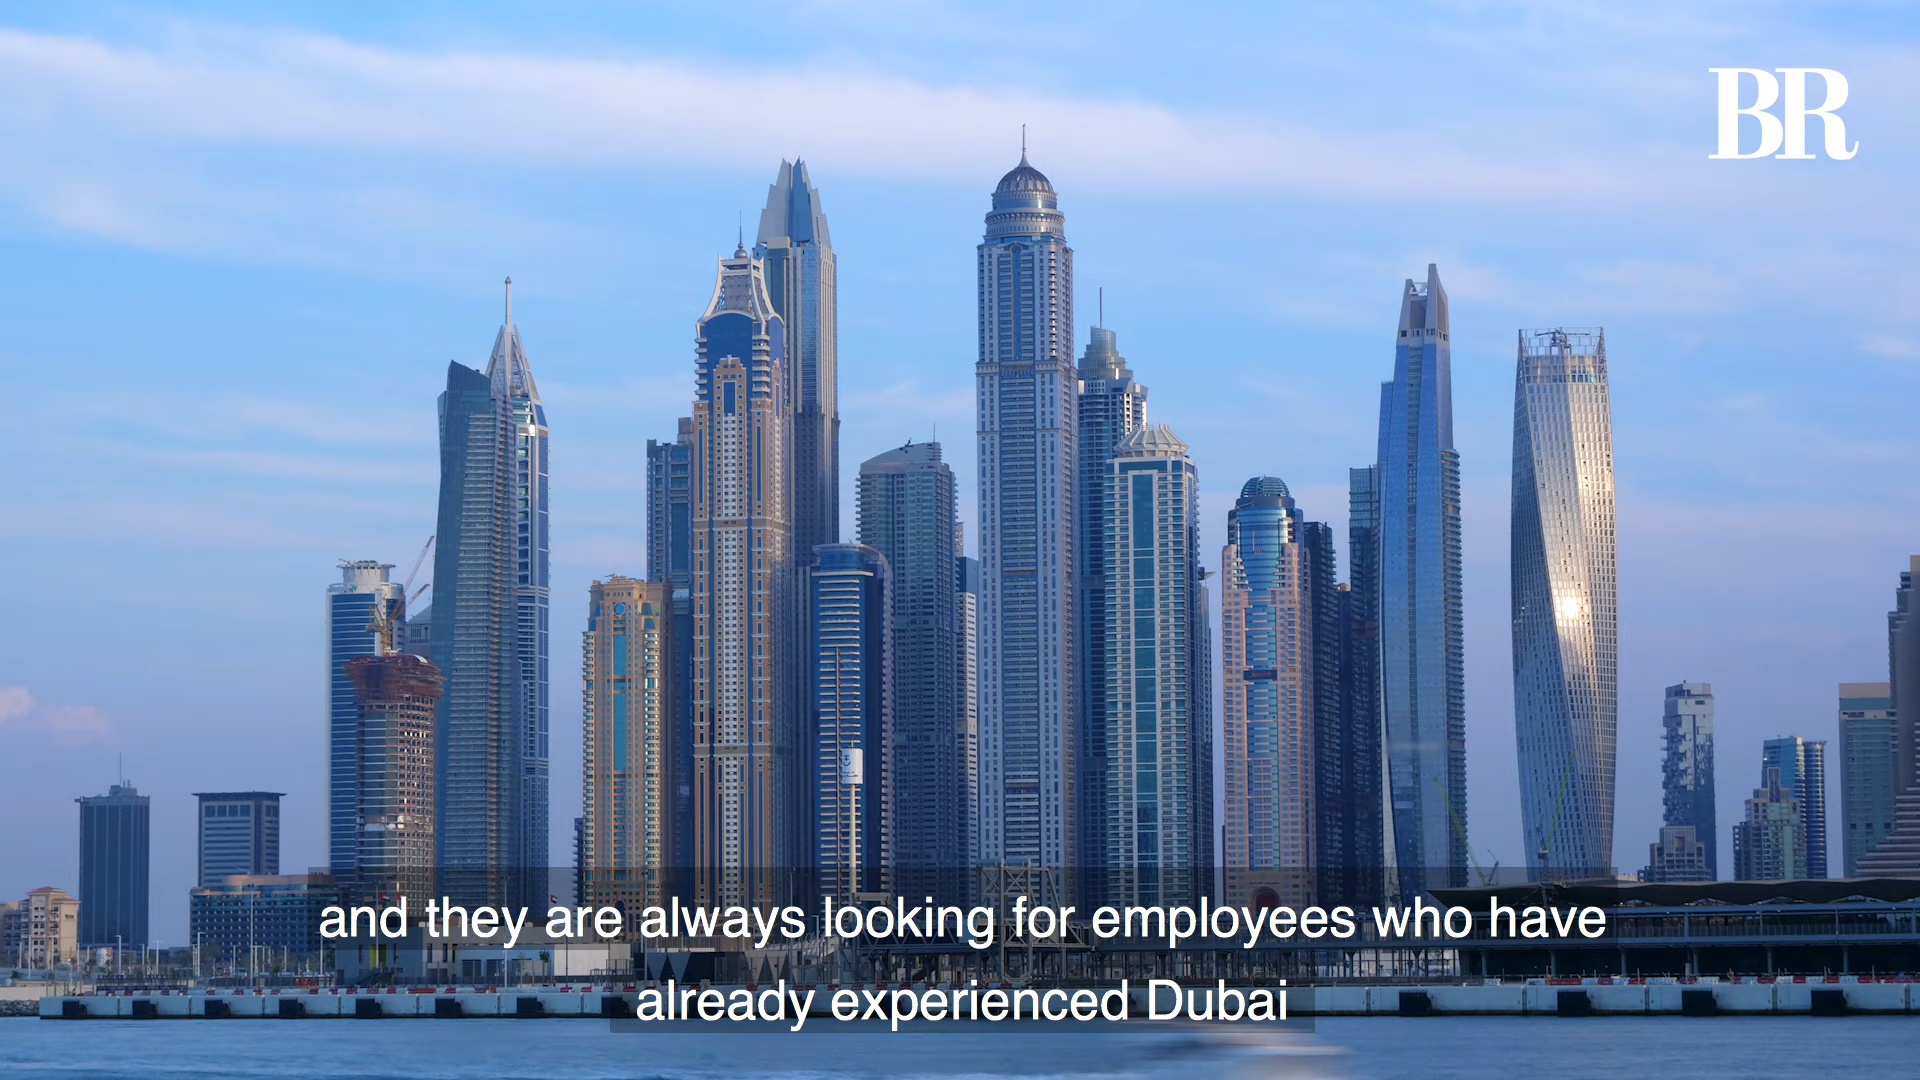 BR
and they are always looking for employees who have
already experienced Dubai